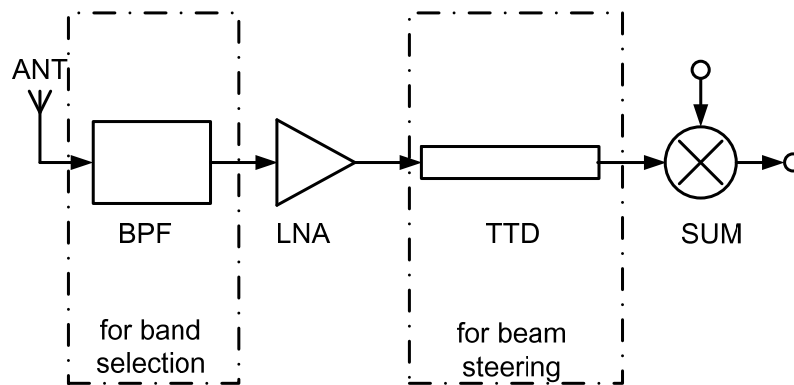 ANT
BPF
LNA
TTD
SUM
for band
selection
for beam
steering